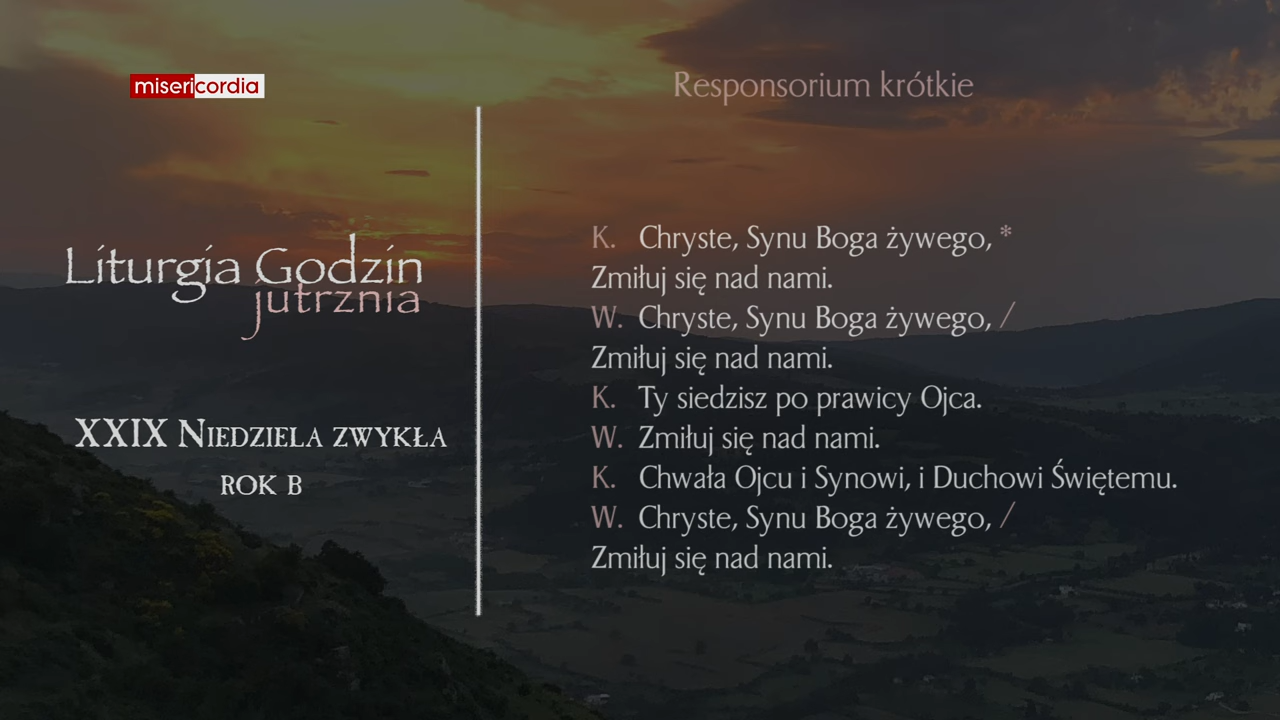 misericordia
Liturgia Godzin
jutrznia
XXIX Niedziela zwykła
rok B
Responsorium krótkie
K. Chryste, Synu Boga żywego, *
Zmiłuj się nad nami.
W. Chryste, Synu Boga żywego, /
Zmiłuj się nad nami.
K. Ty siedzisz po prawicy Ojca.
W. Zmiłuj się nad nami.
K. Chwała Ojcu i Synowi, i Duchowi Świętemu.
W. Chryste, Synu Boga żywego, /
Zmiłuj się nad nami.